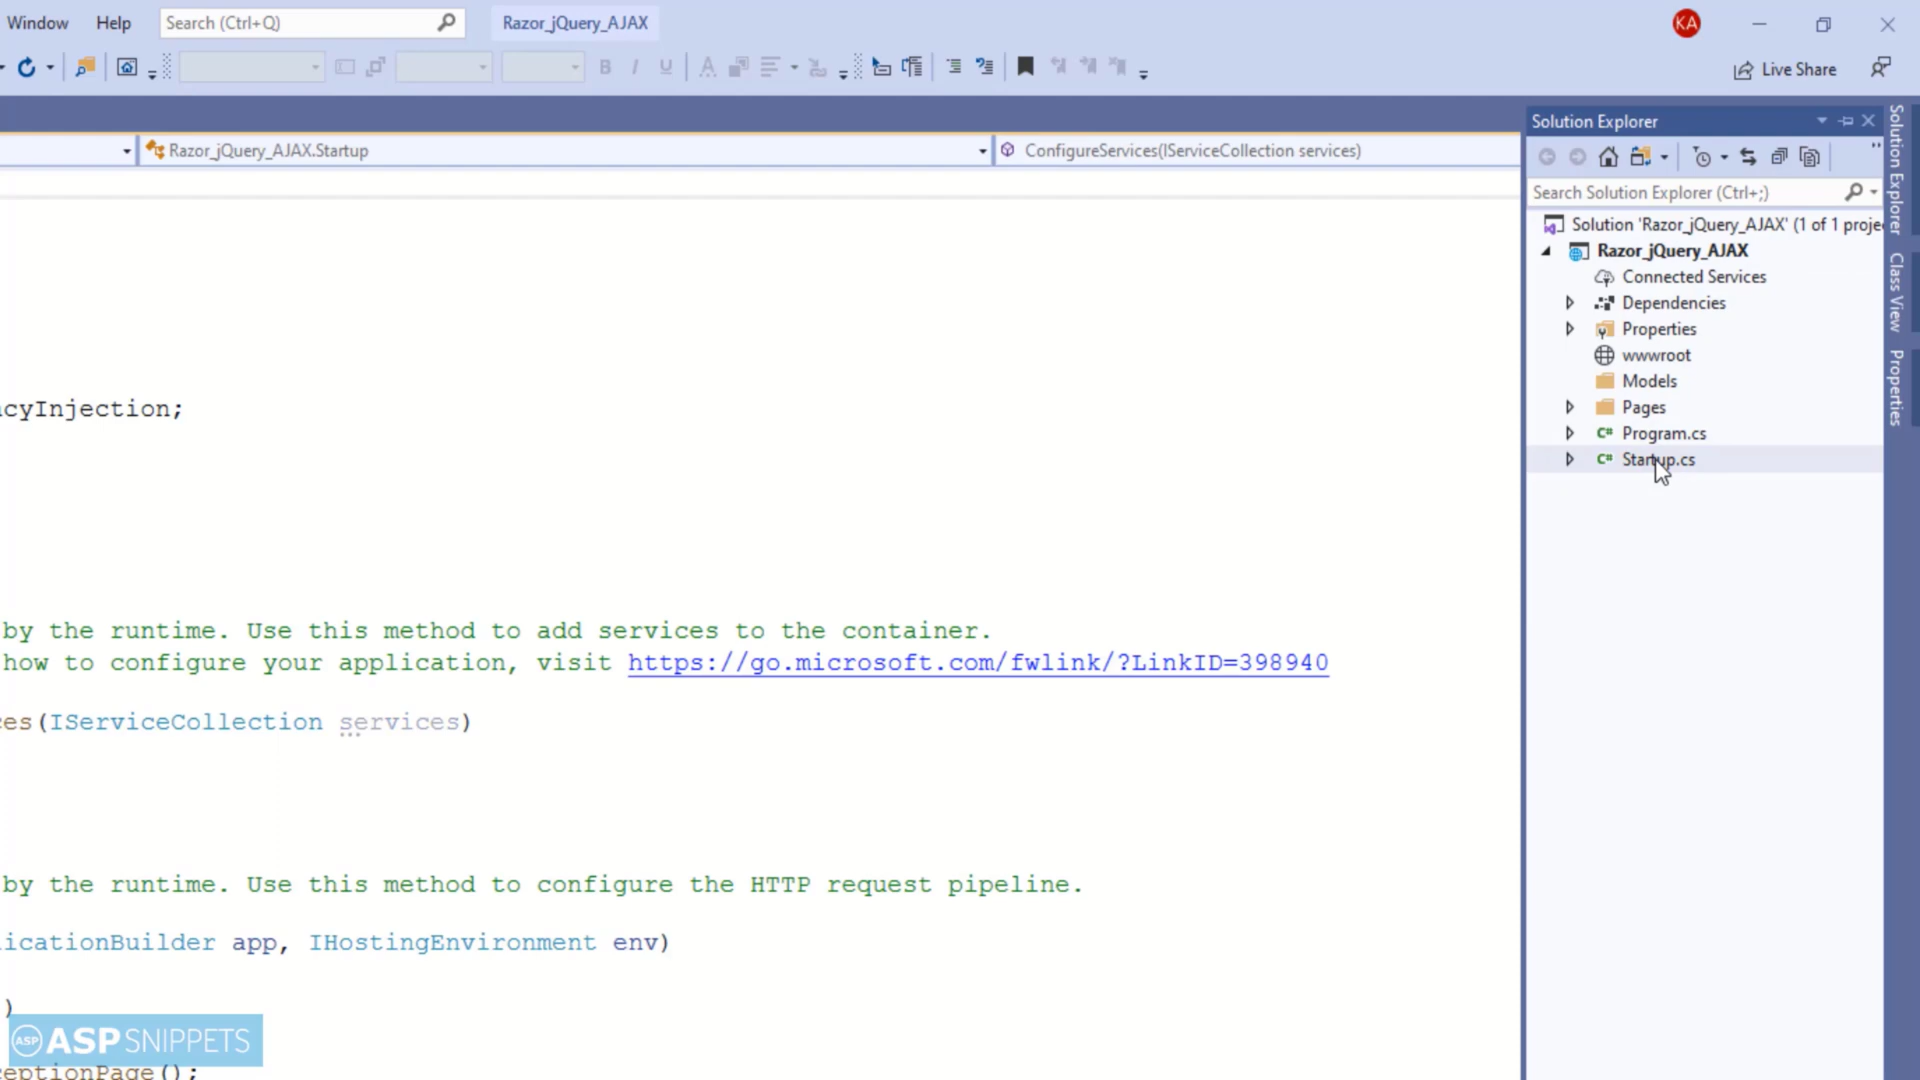 Window Help Search (Ctrl+Q) Razor_jQuery_AJAX KA
B I U A Live Share
Solution Explorer
Razor_jQuery_AJAX.Startup ConfigureServices(IServiceCollection services)
Search Solution Explorer (Ctrl+;)
Solution 'Razor_jQuery_AJAX' (1 of 1 proje
Razor_jQuery_AJAX
Connected Services
Dependencies
Properties
wwwroot
Models
Pages
C# Program.cs
C# Startup.cs
Solution Explorer
Class View
Properties
cyInjection;
by the runtime. Use this method to add services to the container.
how to configure your application, visit https://go.microsoft.com/fwlink/?LinkID=398940
ces(IServiceCollection services)
by the runtime. Use this method to configure the HTTP request pipeline.
licationBuilder app, IHostingEnvironment env)
)
ASP ASPSNIPPETS
ceptionPage();